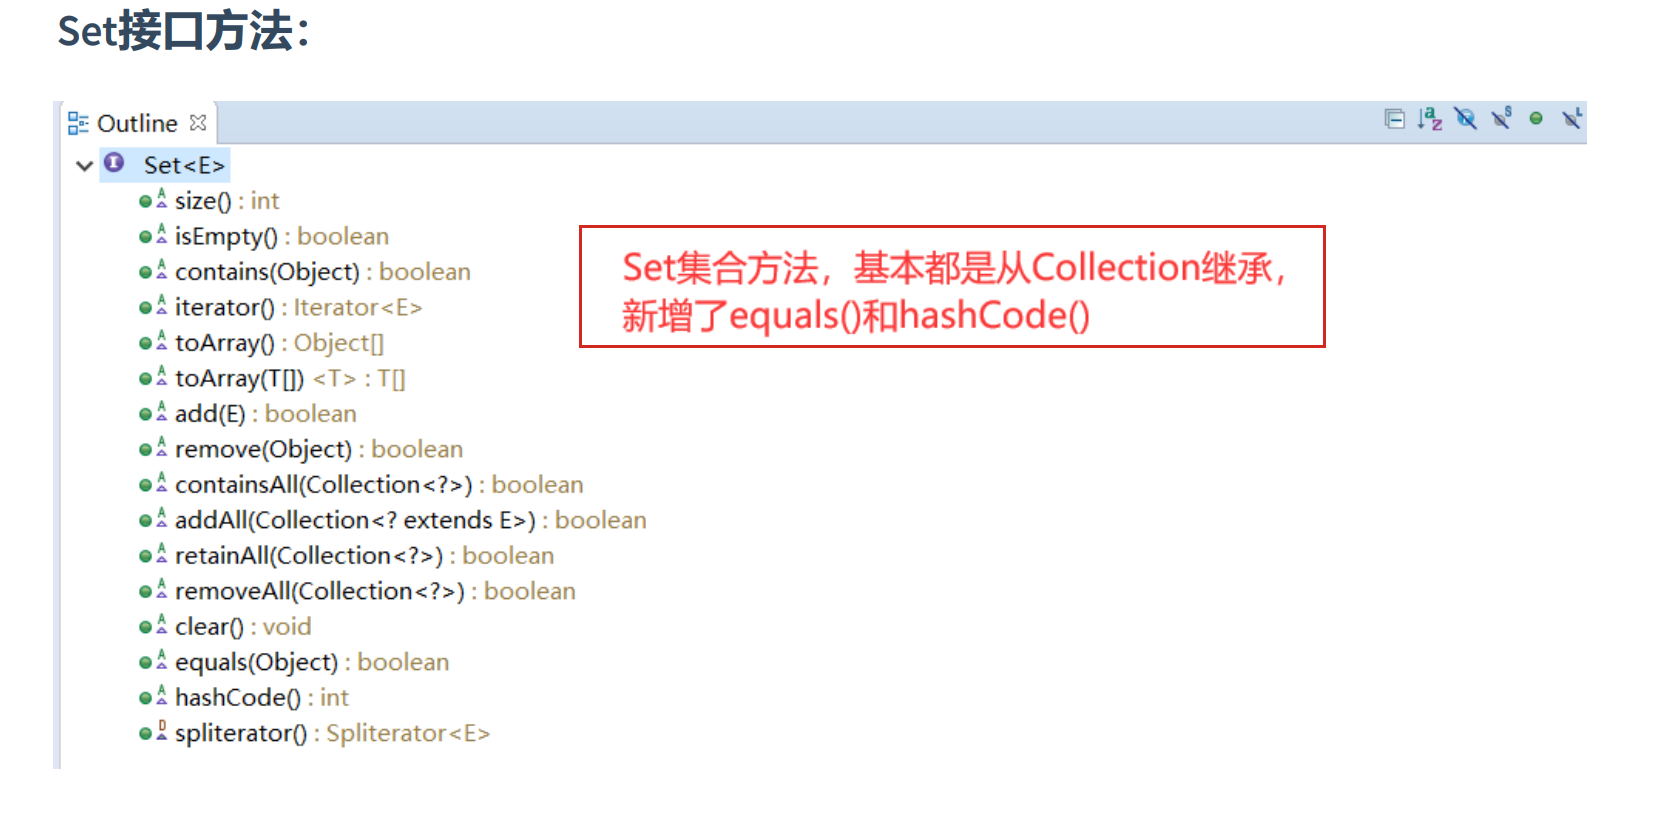 Set接口方法：
Outline
Set<E>
size() : int
isEmpty() : boolean
contains(Object) : boolean
iterator() : Iterator<E>
toArray() : Object[]
toArray(T[]) <T> : T[]
add(E) : boolean
remove(Object) : boolean
containsAll(Collection<?>) : boolean
addAll(Collection<? extends E>) : boolean
retainAll(Collection<?>) : boolean
removeAll(Collection<?>) : boolean
clear() : void
equals(Object) : boolean
hashCode() : int
spliterator() : Spliterator<E>
Set集合方法，基本都是从Collection继承，
新增了equals()和hashCode()